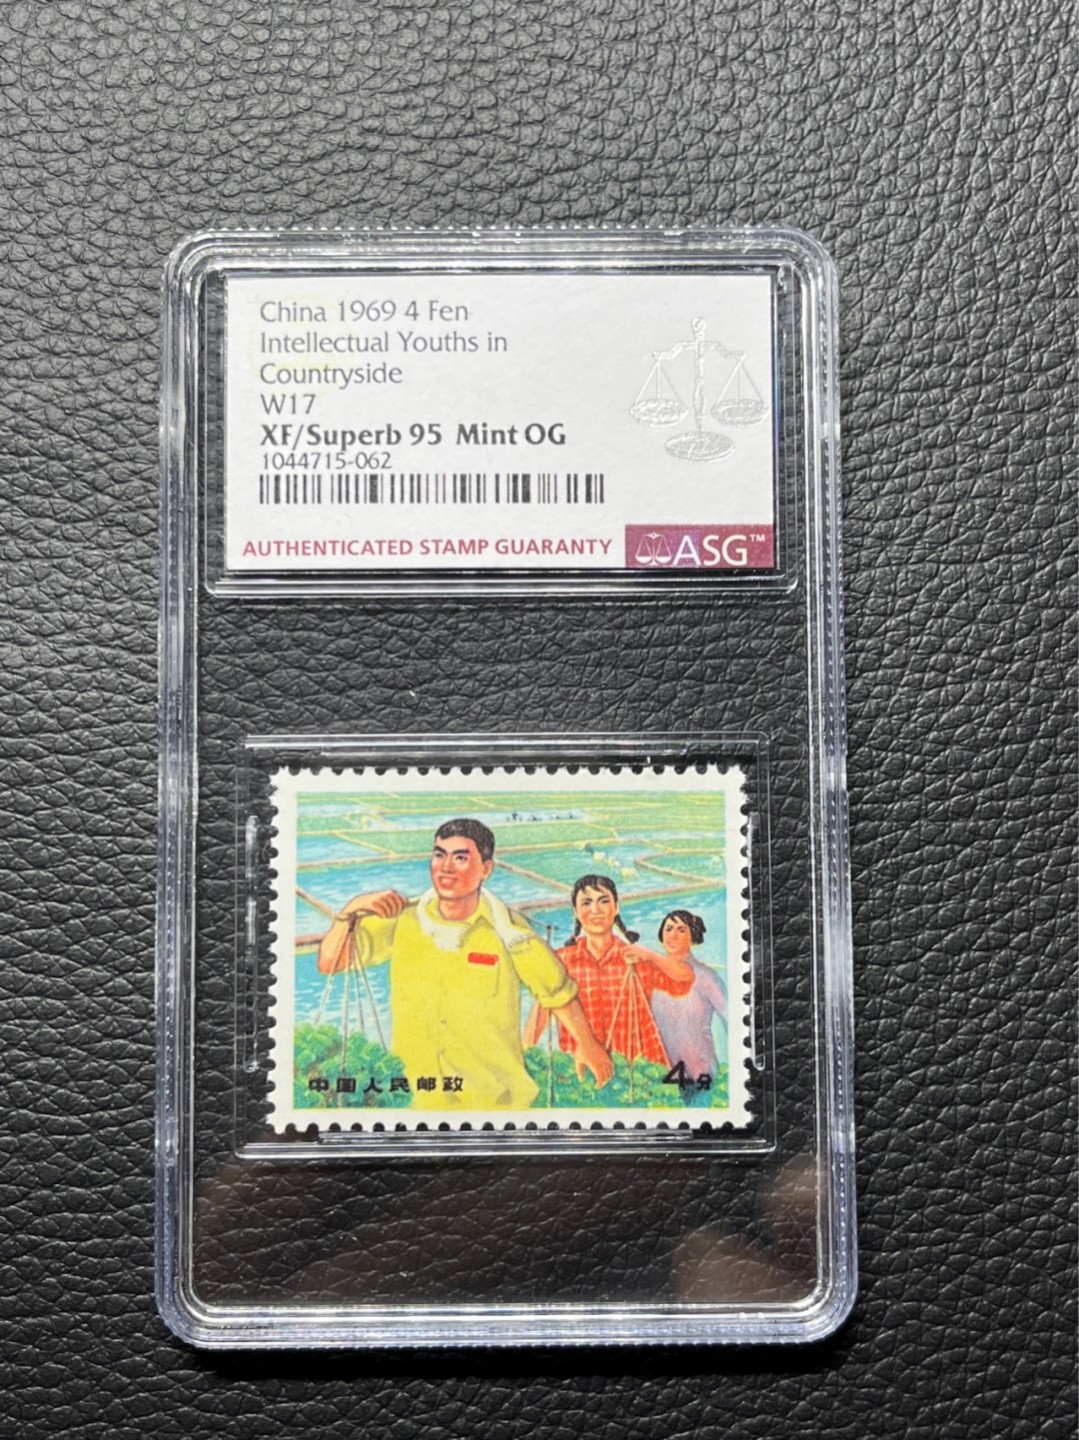 China 1969 4 Fen
Intellectual Youths in
Countryside
W17
XF/Superb 95 Mint OG
1044715-062
AUTHENTICATED STAMP GUARANTY ASG™
中国人民邮政 4分